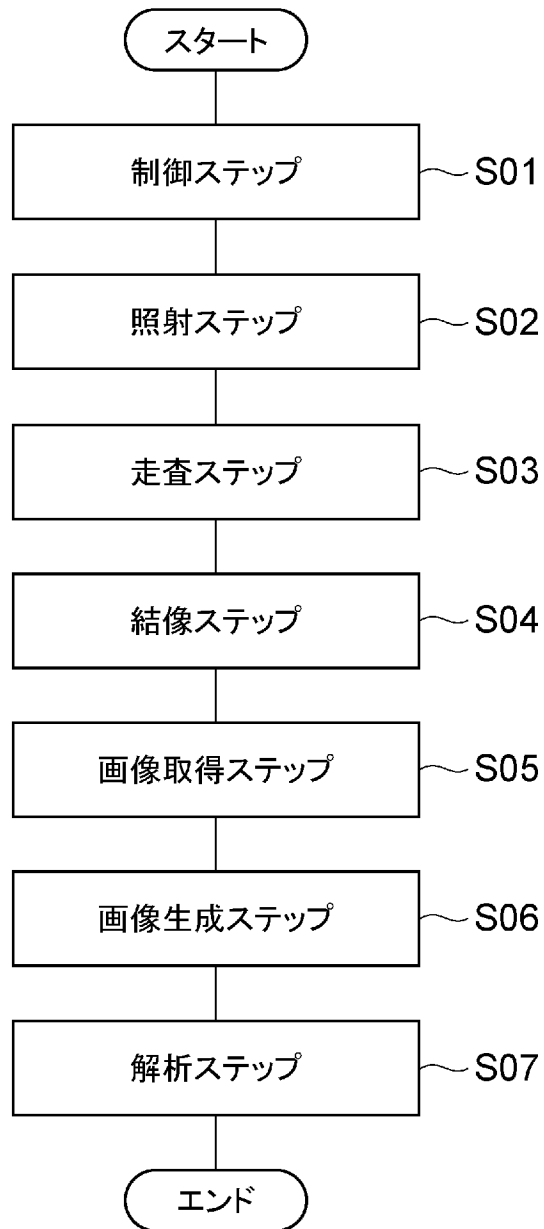 スタート
制御ステップ S01
照射ステップ S02
走査ステップ S03
結像ステップ S04
画像取得ステップ S05
画像生成ステップ S06
解析ステップ S07
エンド